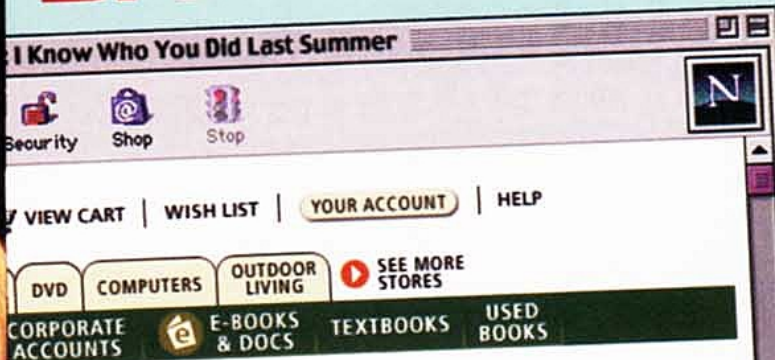 : I Know Who You Did Last Summer
Security Shop Stop
N
VIEW CART | WISH LIST | YOUR ACCOUNT | HELP
DVD COMPUTERS OUTDOOR LIVING SEE MORE STORES
CORPORATE ACCOUNTS e E-BOOKS & DOCS TEXTBOOKS USED BOOKS